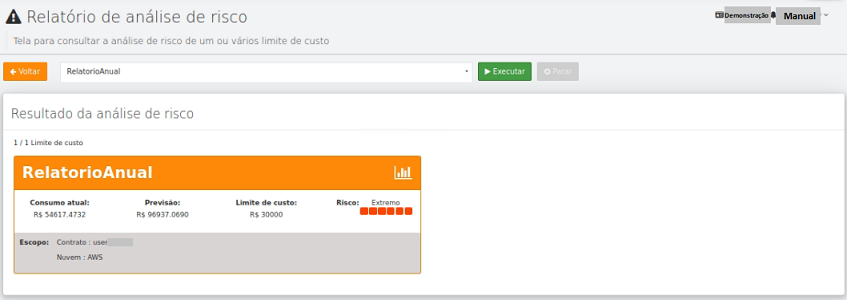 Relatório de análise de risco
Demonstração
Manual
Tela para consultar a análise de risco de um ou vários limite de custo
Voltar
RelatorioAnual
Executar
Parar
Resultado da análise de risco
1 / 1 Limite de custo
RelatorioAnual
Consumo atual: Previsão: Limite de custo: Risco: Extremo
R$ 54617.4732 R$ 96937.0690 R$ 30000
Escopo: Contrato : user
Nuvem : AWS